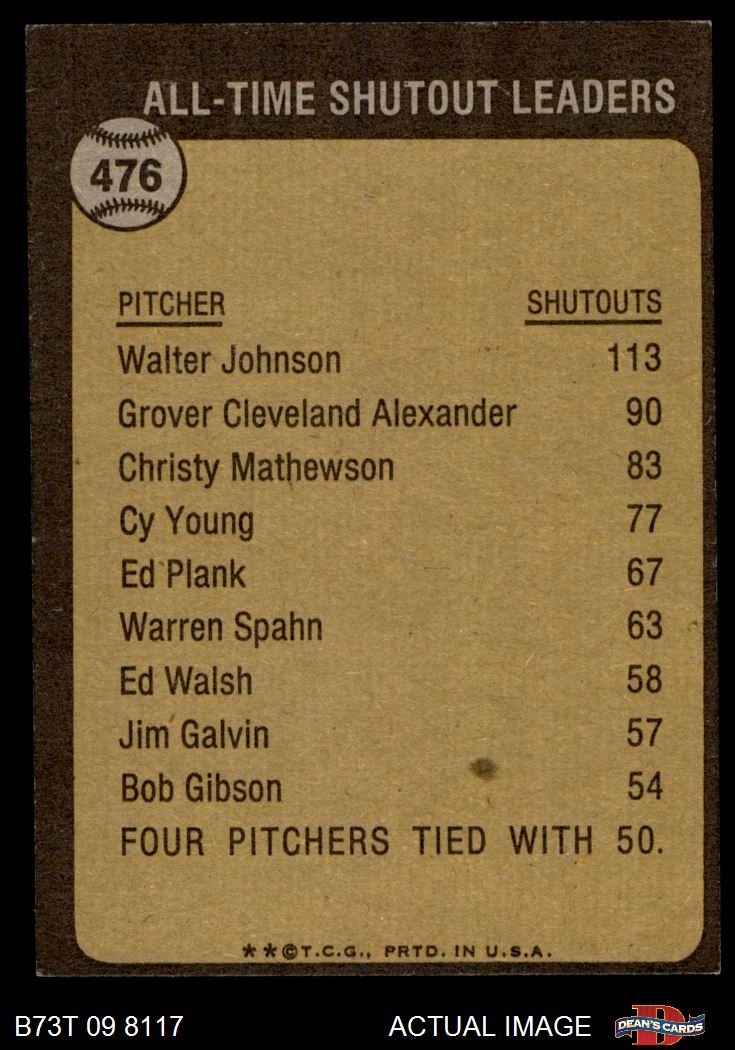 ALL-TIME SHUTOUT LEADERS
476
PITCHER SHUTOUTS
Walter Johnson 113
Grover Cleveland Alexander 90
Christy Mathewson 83
Cy Young 77
Ed Plank 67
Warren Spahn 63
Ed Walsh 58
Jim Galvin 57
Bob Gibson 54
FOUR PITCHERS TIED WITH 50.
**©T.C.G., PRTD. IN U.S.A.
B73T 09 8117 ACTUAL IMAGE D DEAN'S CARDS